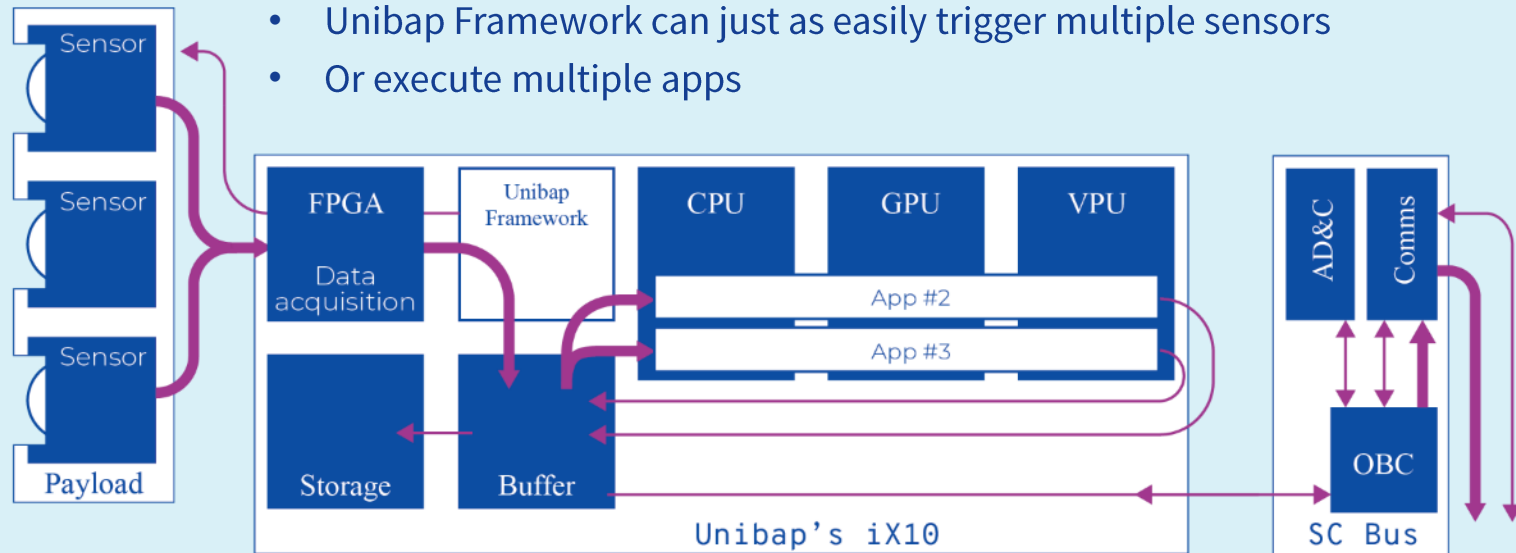 • Unibap Framework can just as easily trigger multiple sensors
• Or execute multiple apps
Sensor
Sensor
Sensor
Payload
FPGA
Data
acquisition
Unibap
Framework
CPU
GPU
VPU
App #2
App #3
Storage
Buffer
Unibap's iX10
AD&C
Comms
OBC
SC Bus